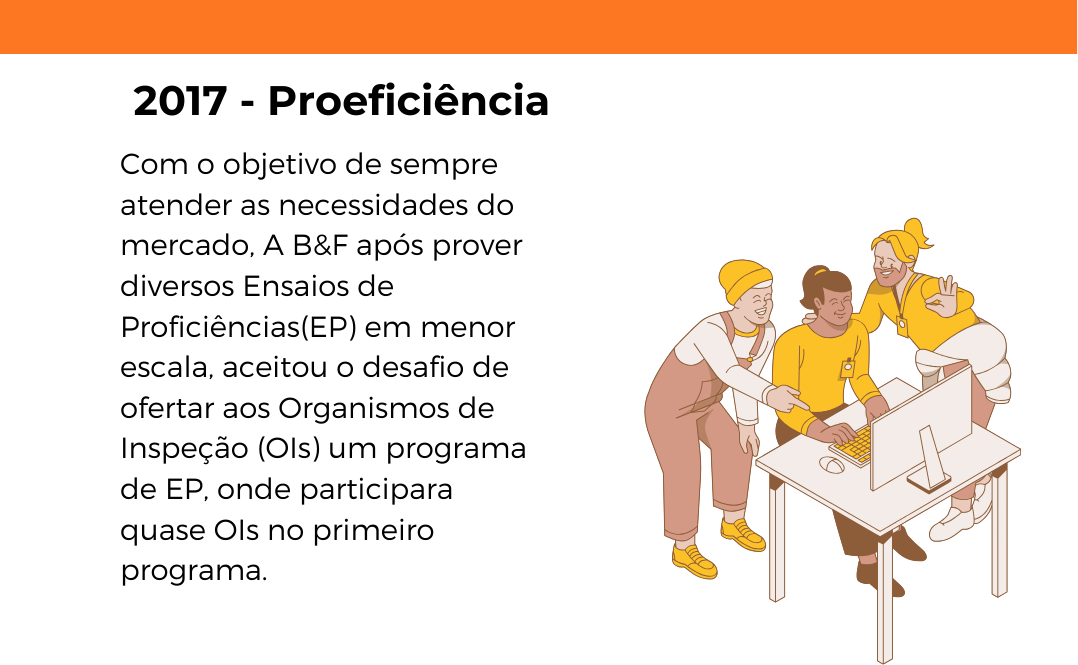 2017 - Proeficiência
Com o objetivo de sempre
atender as necessidades do
mercado, A B&F após prover
diversos Ensaios de
Proficiências(EP) em menor
escala, aceitou o desafio de
ofertar aos Organismos de
Inspeção (OIs) um programa
de EP, onde participara
quase OIs no primeiro
programa.